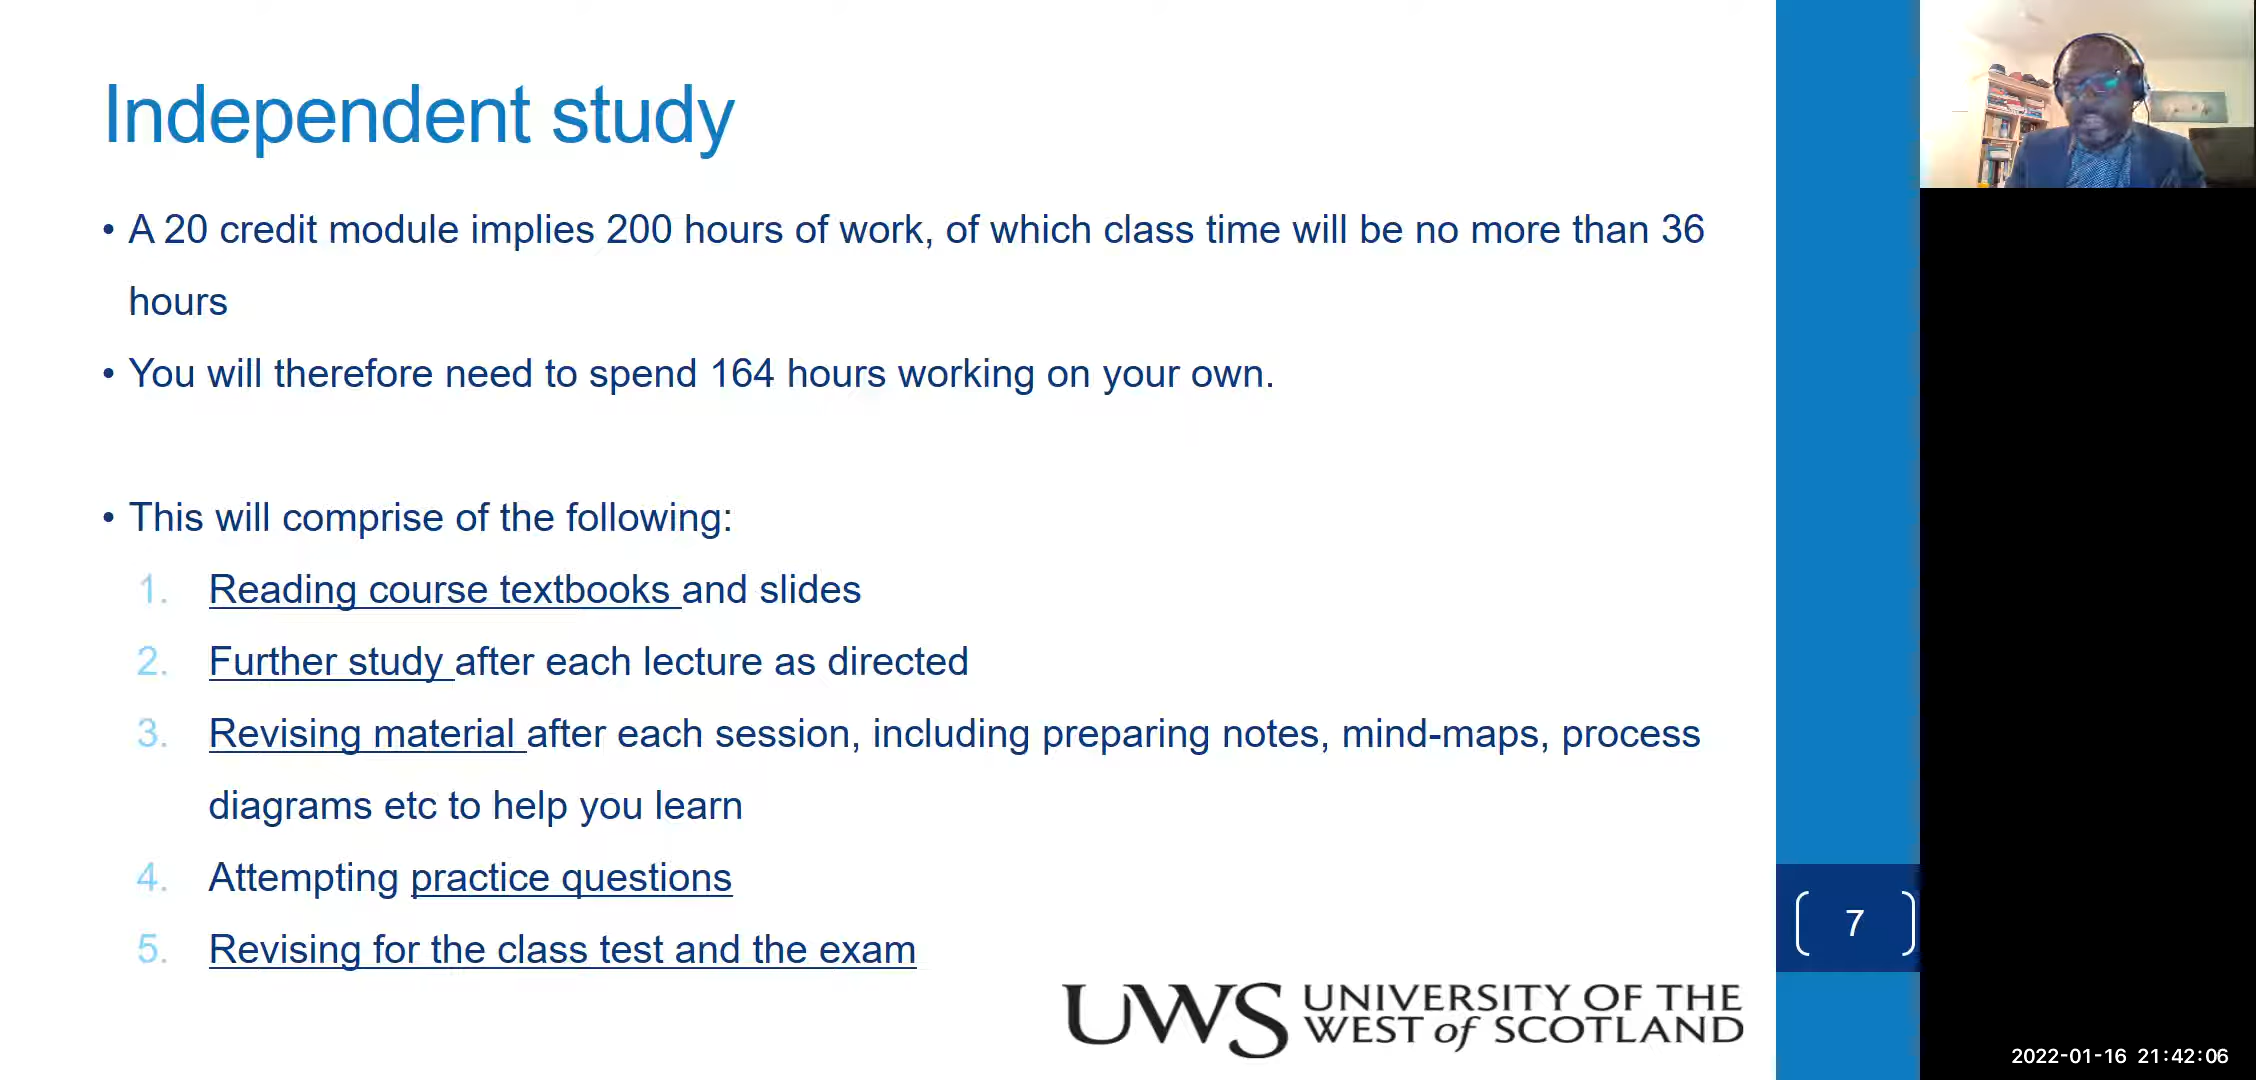 Independent study
• A 20 credit module implies 200 hours of work, of which class time will be no more than 36
hours
• You will therefore need to spend 164 hours working on your own.
• This will comprise of the following:
1. Reading course textbooks and slides
2. Further study after each lecture as directed
3. Revising material after each session, including preparing notes, mind-maps, process
diagrams etc to help you learn
4. Attempting practice questions
5. Revising for the class test and the exam
7
UWS UNIVERSITY OF THE
WEST of SCOTLAND
2022-01-16 21:42:06